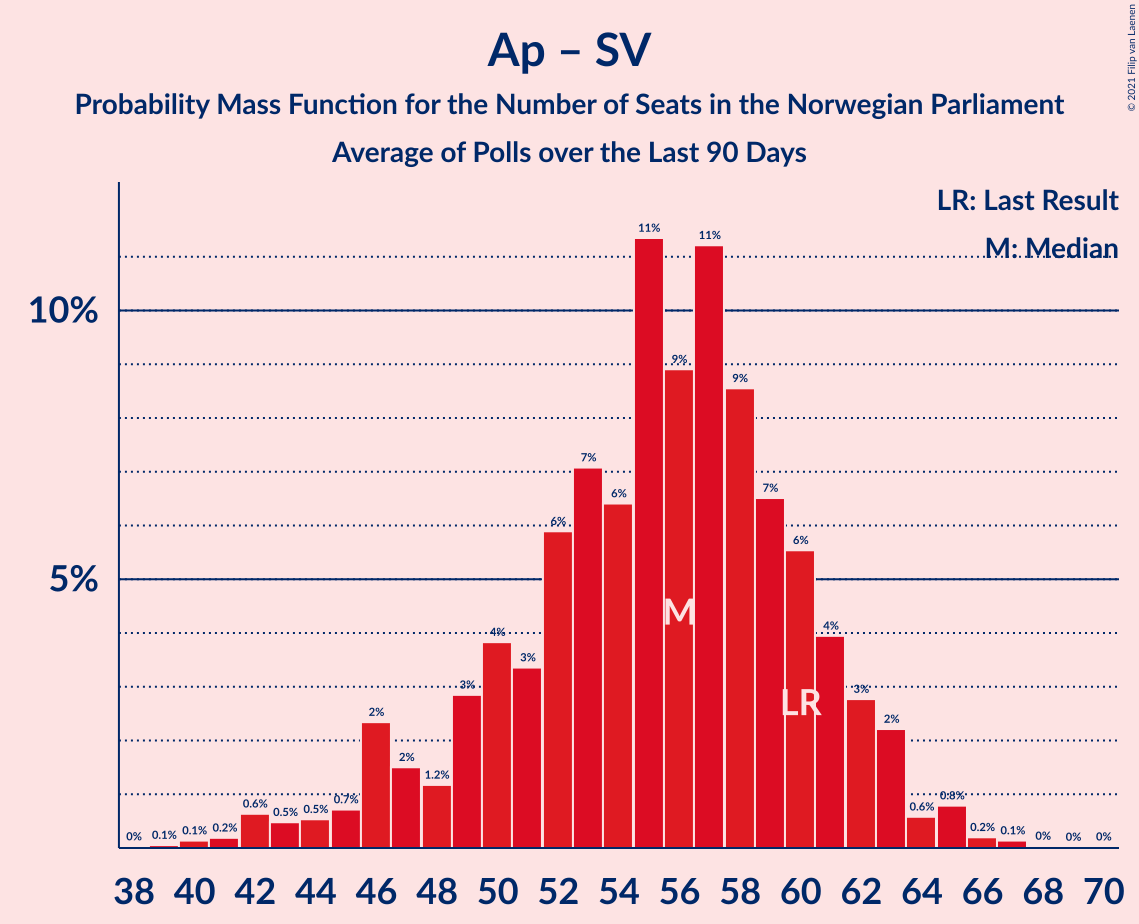 Ap – SV
Probability Mass Function for the Number of Seats in the Norwegian Parliament
Average of Polls over the Last 90 Days
© 2021 Filip van Laenen
LR: Last Result
M: Median
10%
5%
0% 0.1% 0.1% 0.2% 0.6% 0.5% 0.5% 0.7% 2% 2% 1.2% 3% 4% 3% 6% 7% 6% 11% 9% 11% 9% 7% 6% 4% 3% 2% 0.6% 0.8% 0.2% 0.1% 0% 0% 0%
M
LR
38 40 42 44 46 48 50 52 54 56 58 60 62 64 66 68 70